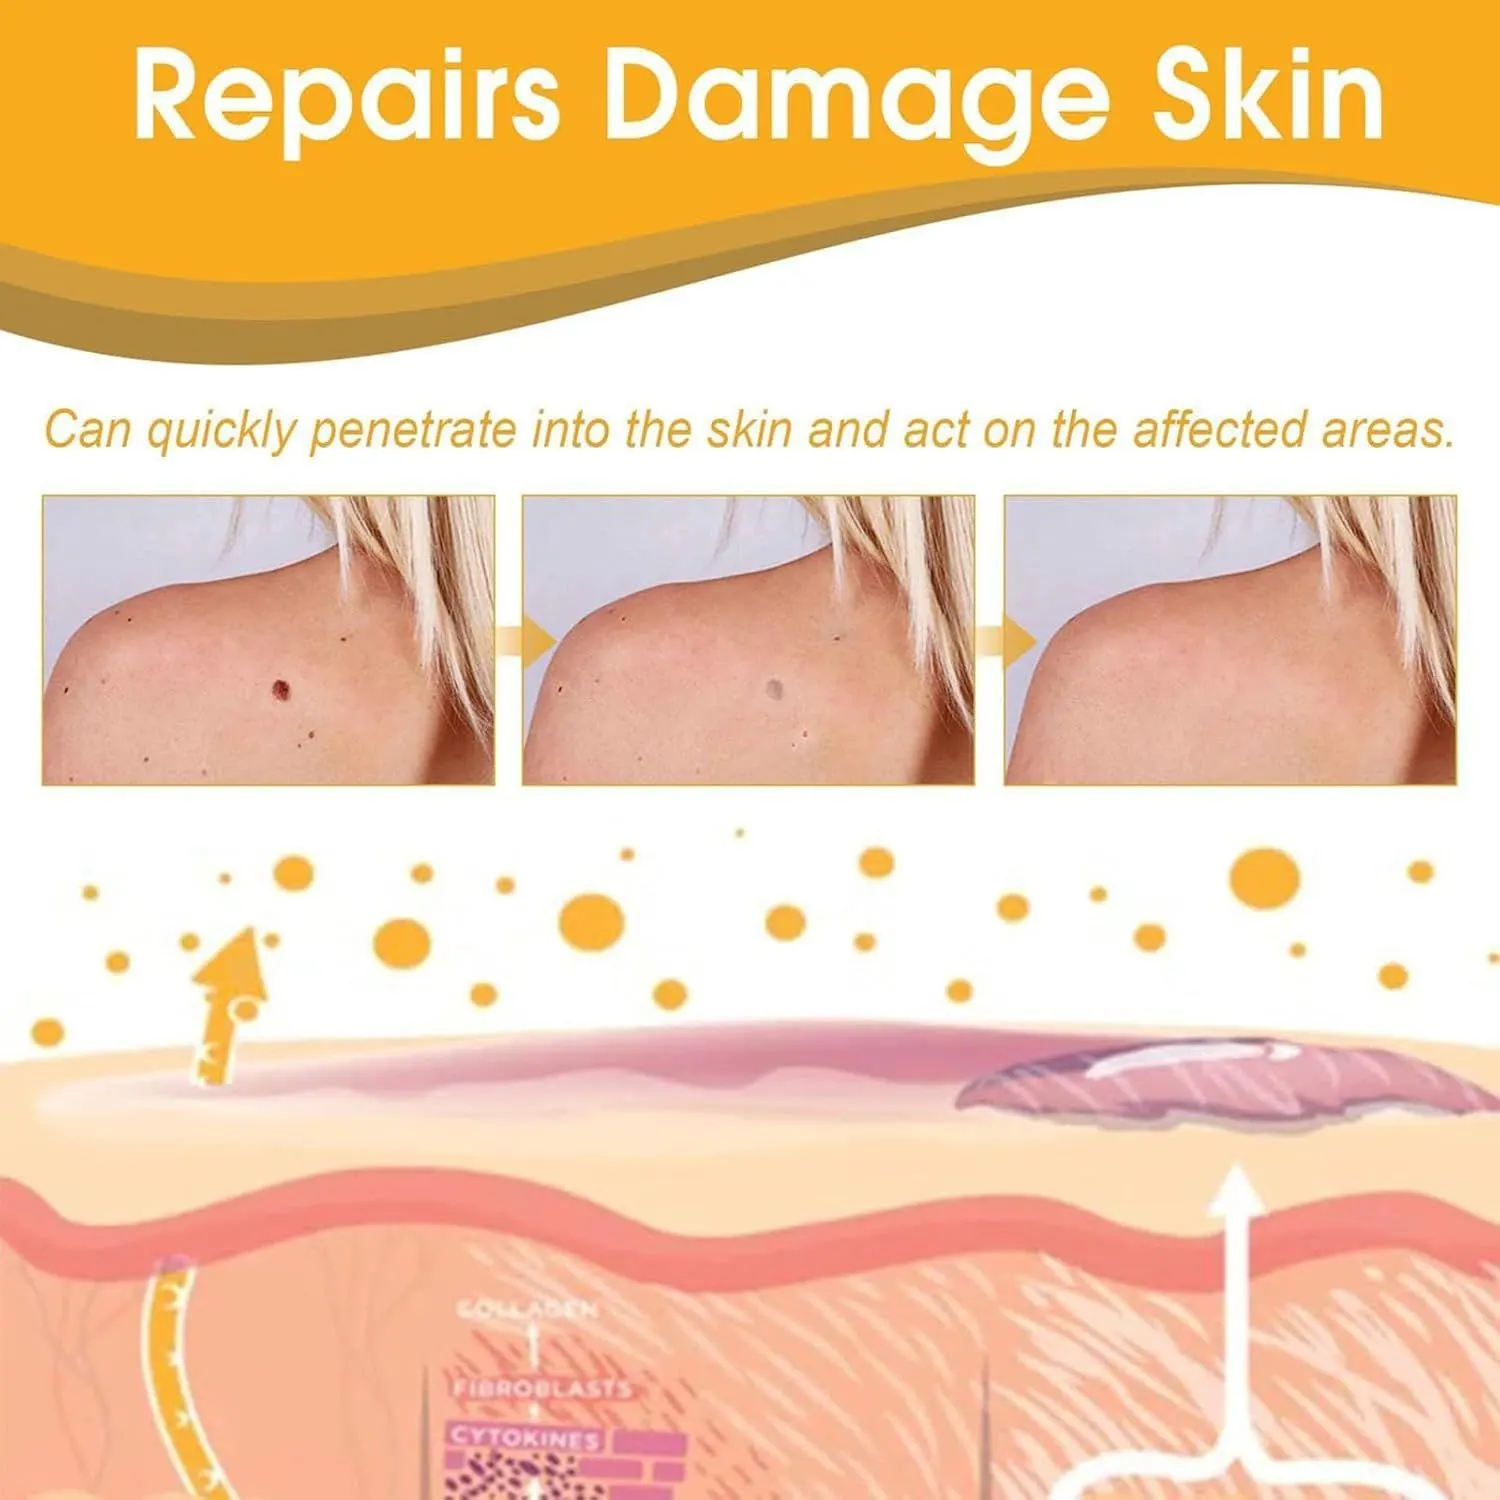 Repairs Damage Skin
Can quickly penetrate into the skin and act on the affected areas.
COLLAGEN
FIBROBLASTS
CYTOKINES